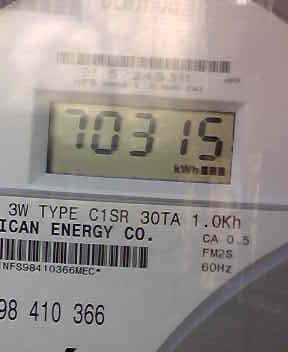 70315
kWh
3W TYPE C1SR 30TA 1.0Kh
ICAN ENERGY CO.
CA 0.5
FM2S
60Hz
NFS98410366MEC*
98 410 366